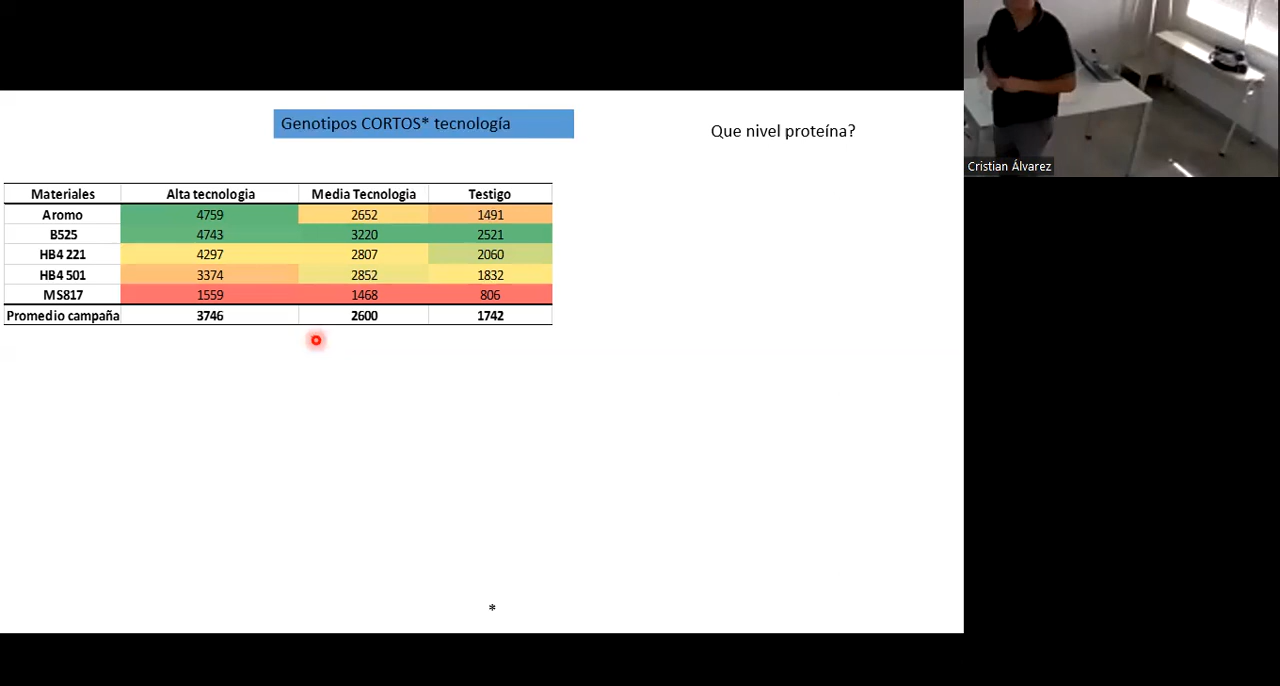 Genotipos CORTOS* tecnología
Que nivel proteína?
Cristian Álvarez
Materiales Alta tecnologia Media Tecnologia Testigo
Aromo 4759 2652 1491
B525 4743 3220 2521
HB4 221 4297 2807 2060
HB4 501 3374 2852 1832
MS817 1559 1468 806
Promedio campaña 3746 2600 1742
*